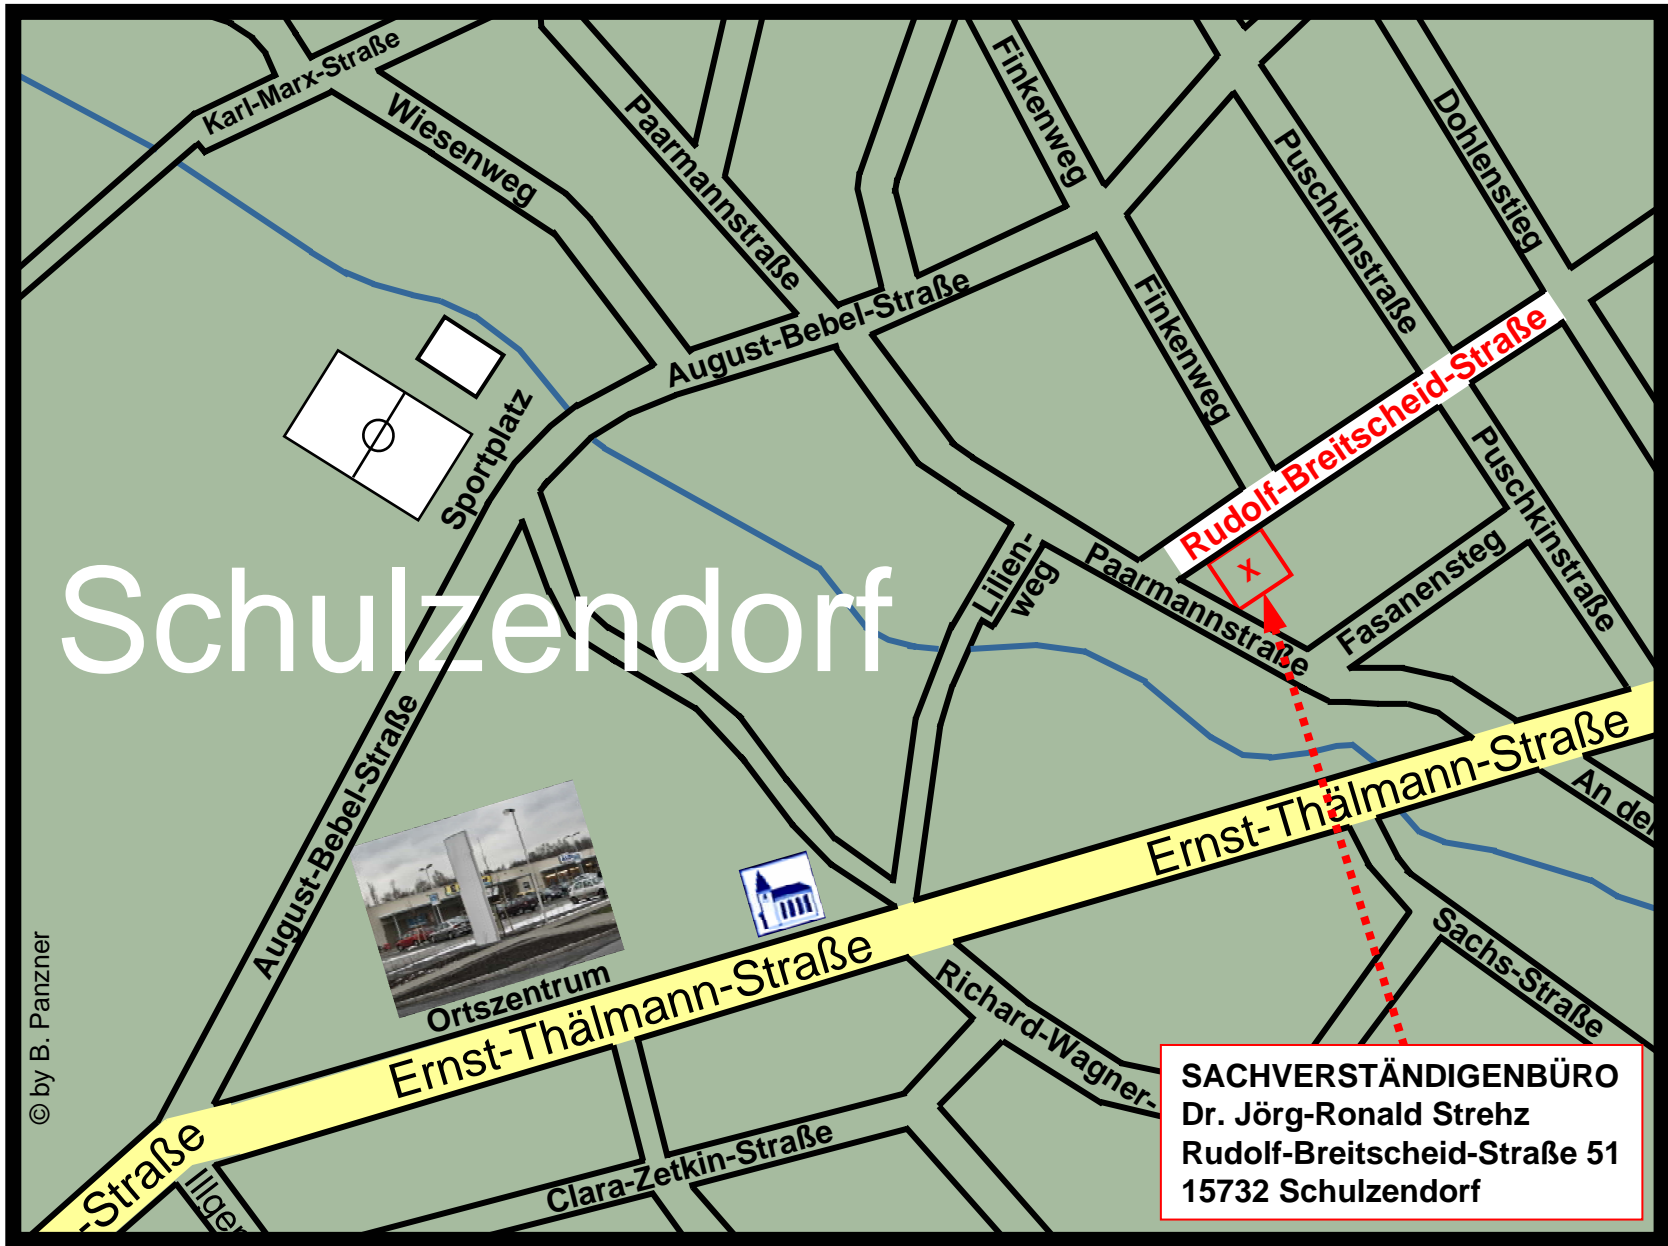 Karl-Marx-Straße
Wiesenweg
Paarmannstraße
Finkenweg
Puschkinstraße
Dohlenstieg
August-Bebel-Straße
Finkenweg
Rudolf-Breitscheid-Straße
Sportplatz
Puschkinstraße
Lilien-
weg
Paarmannstraße
X
Fasanensteg
Schulzendorf
August-Bebel-Straße
Ernst-Thälmann-Straße
An der
Sachs-Straße
Ortszentrum
Ernst-Thälmann-Straße
Richard-Wagner-
Clara-Zetkin-Straße
-Straße
Illgen
© by B. Panzner
SACHVERSTÄNDIGENBÜRO
Dr. Jörg-Ronald Strehz
Rudolf-Breitscheid-Straße 51
15732 Schulzendorf